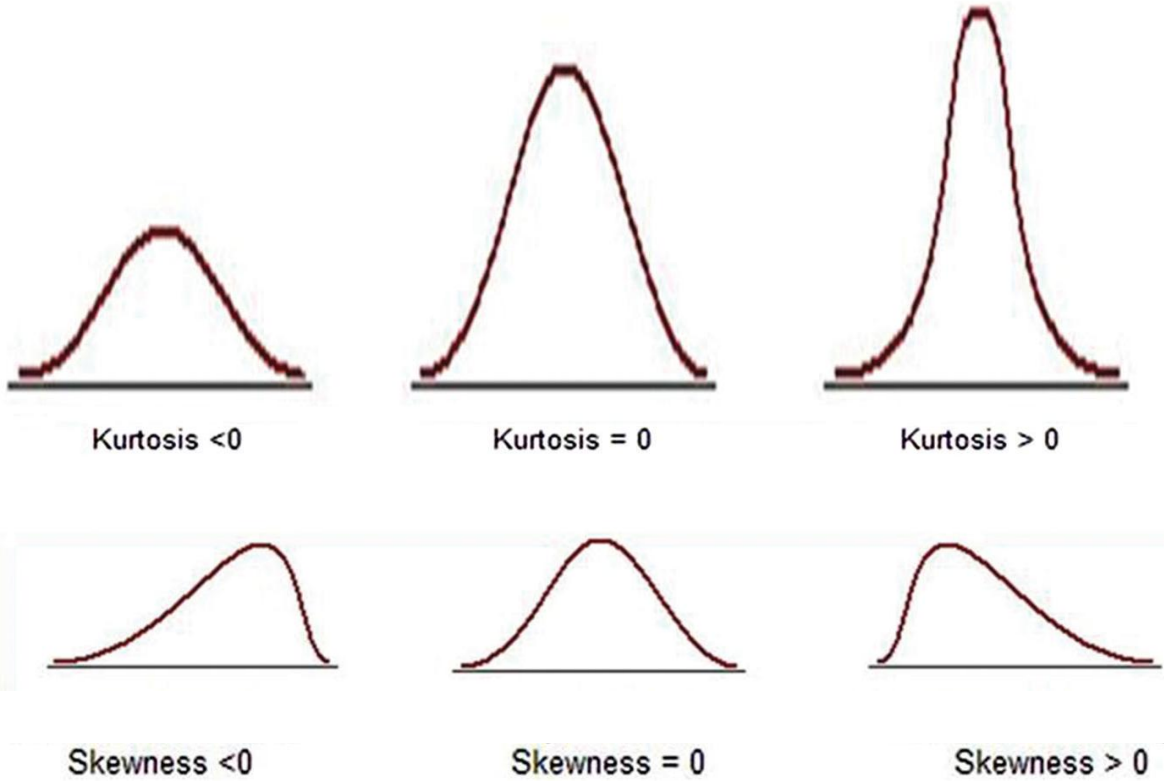 Kurtosis <0
Kurtosis = 0
Kurtosis > 0
Skewness <0
Skewness = 0
Skewness > 0